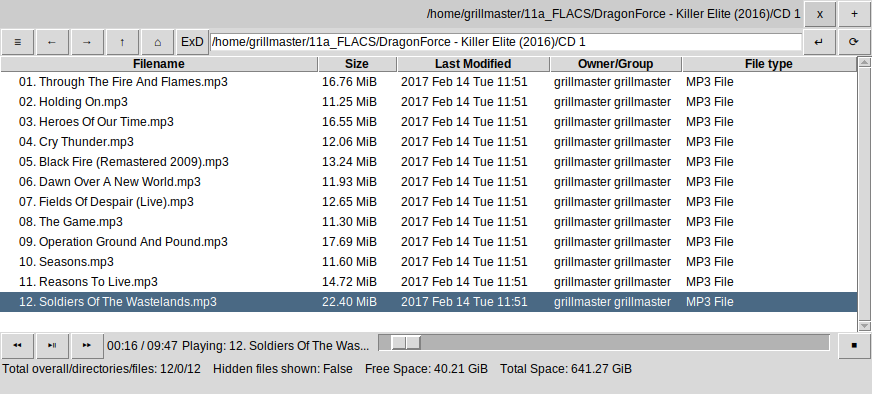 /home/grillmaster/11a_FLACS/DragonForce - Killer Elite (2016)/CD 1 x +
≡ ← → ↑ ⌂ ExD /home/grillmaster/11a_FLACS/DragonForce - Killer Elite (2016)/CD 1 ↵ ⟳
Filename Size Last Modified Owner/Group File type
01. Through The Fire And Flames.mp3 16.76 MiB 2017 Feb 14 Tue 11:51 grillmaster grillmaster MP3 File
02. Holding On.mp3 11.25 MiB 2017 Feb 14 Tue 11:51 grillmaster grillmaster MP3 File
03. Heroes Of Our Time.mp3 16.55 MiB 2017 Feb 14 Tue 11:51 grillmaster grillmaster MP3 File
04. Cry Thunder.mp3 12.06 MiB 2017 Feb 14 Tue 11:51 grillmaster grillmaster MP3 File
05. Black Fire (Remastered 2009).mp3 13.24 MiB 2017 Feb 14 Tue 11:51 grillmaster grillmaster MP3 File
06. Dawn Over A New World.mp3 11.93 MiB 2017 Feb 14 Tue 11:51 grillmaster grillmaster MP3 File
07. Fields Of Despair (Live).mp3 12.65 MiB 2017 Feb 14 Tue 11:51 grillmaster grillmaster MP3 File
08. The Game.mp3 11.30 MiB 2017 Feb 14 Tue 11:51 grillmaster grillmaster MP3 File
09. Operation Ground And Pound.mp3 17.69 MiB 2017 Feb 14 Tue 11:51 grillmaster grillmaster MP3 File
10. Seasons.mp3 11.60 MiB 2017 Feb 14 Tue 11:51 grillmaster grillmaster MP3 File
11. Reasons To Live.mp3 14.72 MiB 2017 Feb 14 Tue 11:51 grillmaster grillmaster MP3 File
12. Soldiers Of The Wastelands.mp3 22.40 MiB 2017 Feb 14 Tue 11:51 grillmaster grillmaster MP3 File
00:16 / 09:47 Playing: 12. Soldiers Of The Was...
Total overall/directories/files: 12/0/12 Hidden files shown: False Free Space: 40.21 GiB Total Space: 641.27 GiB